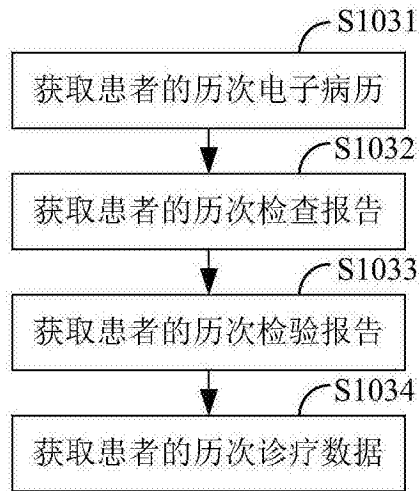 S1031
获取患者的历次电子病历
S1032
获取患者的历次检查报告
S1033
获取患者的历次检验报告
S1034
获取患者的历次诊疗数据